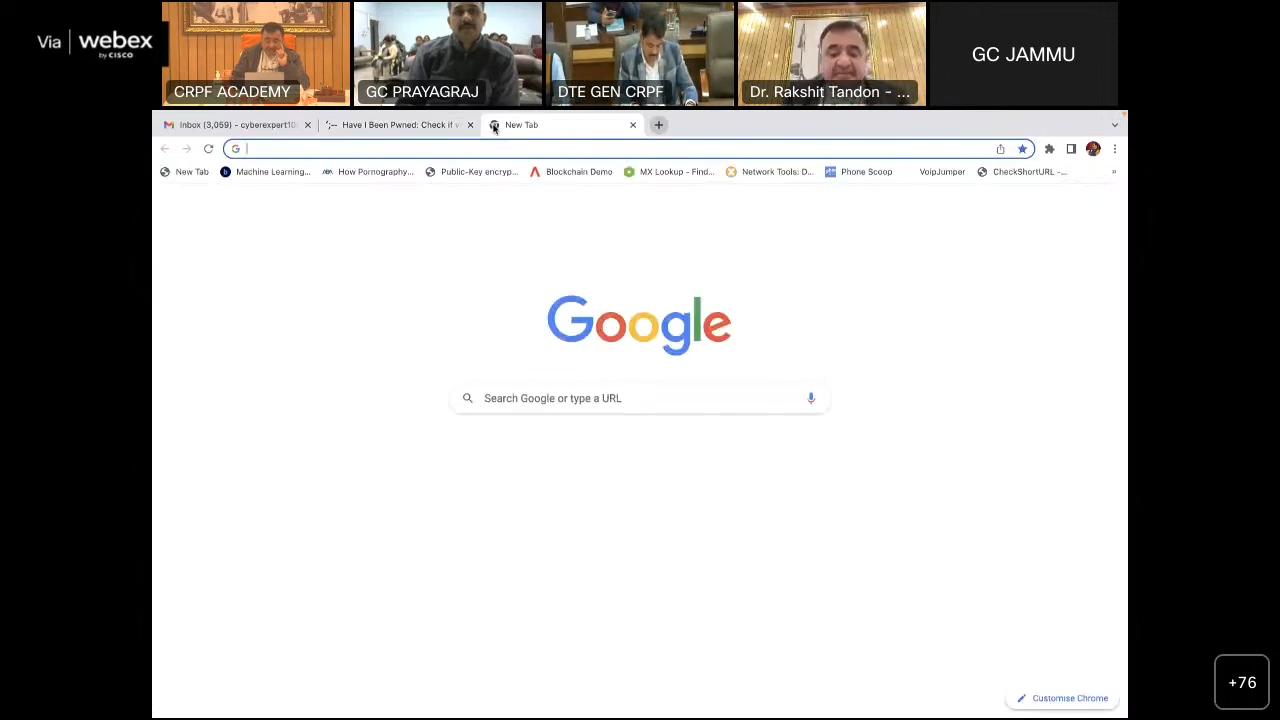 Via webex
by CISCO
CRPF ACADEMY
GC PRAYAGRAJ
DTE GEN CRPF
Dr. Rakshit Tandon - ...
GC JAMMU
Inbox (3,059) - cyberexpert10
Have I Been Pwned: Check if y
New Tab
New Tab
Machine Learning...
How Pornography...
Public-Key encryp...
Blockchain Demo
MX Lookup - Find...
Network Tools: D...
Phone Scoop
VoipJumper
CheckShortURL -...
»
Google
Search Google or type a URL
Customise Chrome
+76